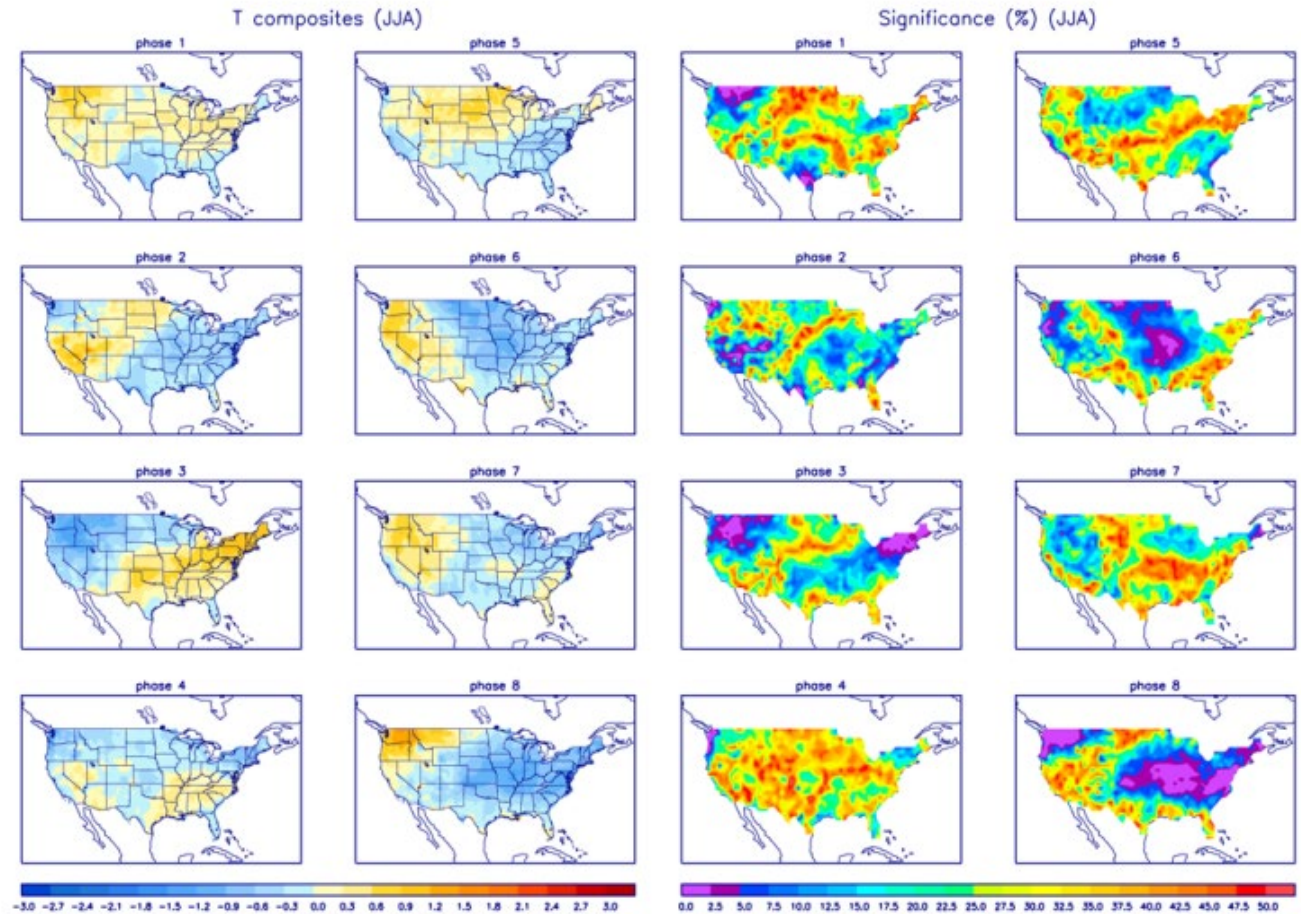 T composites (JJA) Significance (%) (JJA)
phase 1 phase 5 phase 1 phase 5
phase 2 phase 6 phase 2 phase 6
phase 3 phase 7 phase 3 phase 7
phase 4 phase 8 phase 4 phase 8
-3.0 -2.7 -2.4 -2.1 -1.8 -1.5 -1.2 -0.9 -0.6 -0.3 0.0 0.3 0.6 0.9 1.2 1.5 1.8 2.1 2.4 2.7 3.0 0.0 2.5 5.0 7.5 10.0 12.5 15.0 17.5 20.0 22.5 25.0 27.5 30.0 32.5 35.0 37.5 40.0 42.5 45.0 47.5 50.0